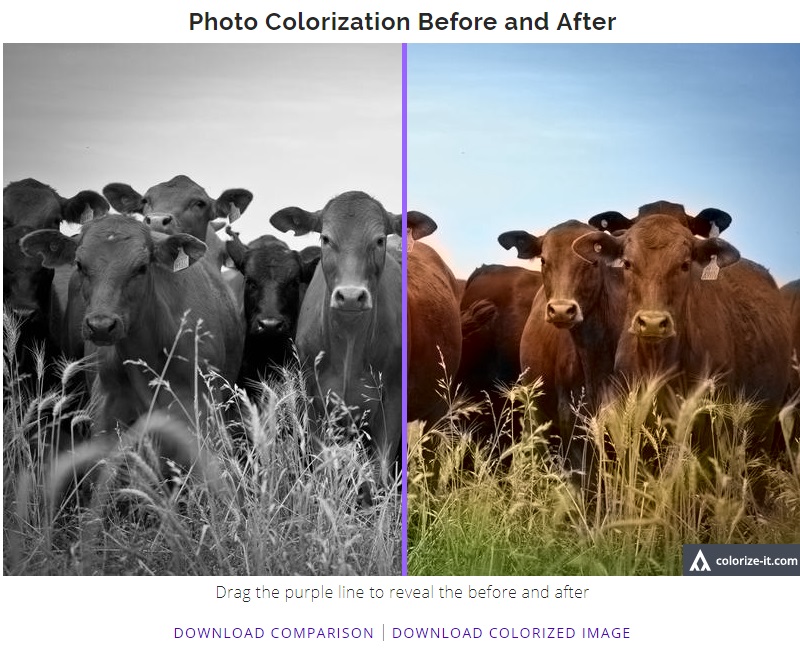 Photo Colorization Before and After
colorize-it.com
Drag the purple line to reveal the before and after
DOWNLOAD COMPARISON | DOWNLOAD COLORIZED IMAGE